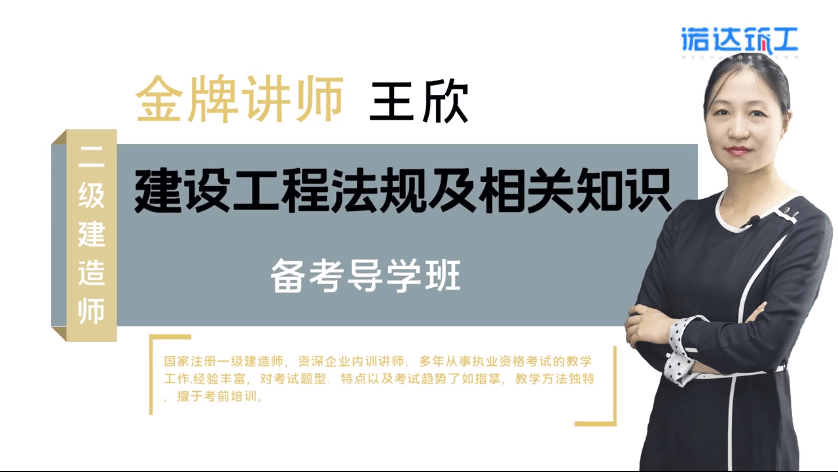 诺达筑工
金牌讲师 王欣
二级建造师
建设工程法规及相关知识
备考导学班
国家注册一级建造师，资深企业内训讲师；多年从事执业资格考试的教学
工作.经验丰富，对考试题型．特点以及考试趋势了如指掌，教学方法独特
，擅于考前培训。